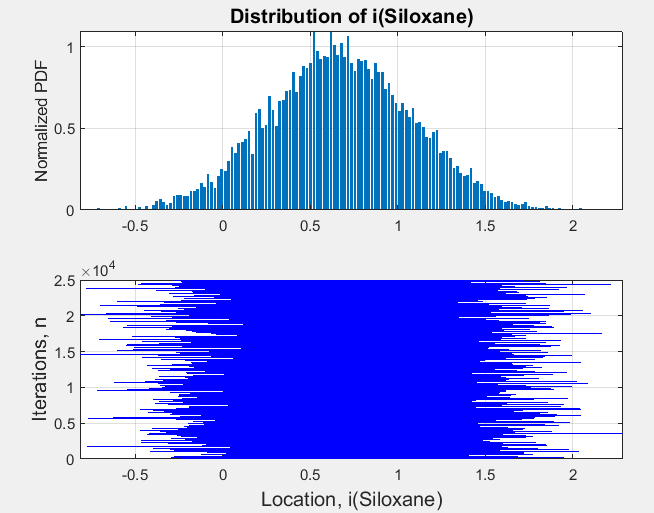 Distribution of i(Siloxane)
Normalized PDF
1
0.5
0
-0.5 0 0.5 1 1.5 2
×10^4
Iterations, n
2.5
2
1.5
1
0.5
0
-0.5 0 0.5 1 1.5 2
Location, i(Siloxane)